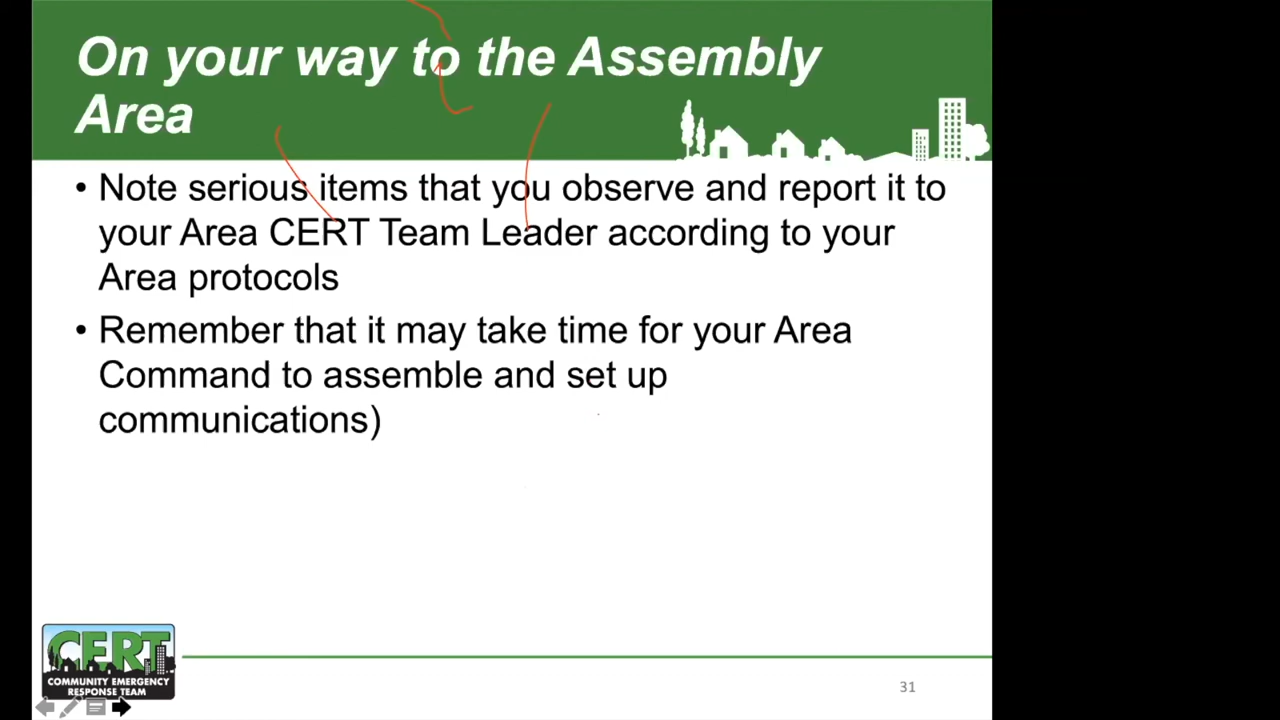 On your way to the Assembly
Area
• Note serious items that you observe and report it to
your Area CERT Team Leader according to your
Area protocols
• Remember that it may take time for your Area
Command to assemble and set up
communications)
CERT
COMMUNITY EMERGENCY
RESPONSE TEAM
31